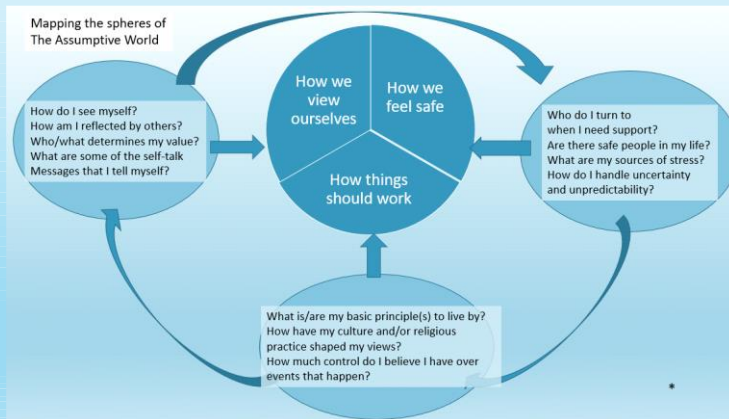 Mapping the spheres of
The Assumptive World
How we
view
ourselves
How we
feel safe
How things
should work
How do I see myself?
How am I reflected by others?
Who/what determines my value?
What are some of the self-talk
Messages that I tell myself?
Who do I turn to
when I need support?
Are there safe people in my life?
What are my sources of stress?
How do I handle uncertainty
and unpredictability?
What is/are my basic principle(s) to live by?
How have my culture and/or religious
practice shaped my views?
How much control do I believe I have over
events that happen?